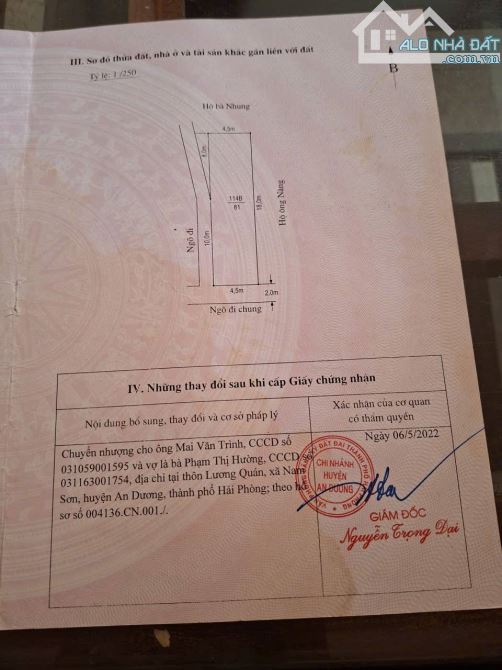 ALO NHÀ ĐẤT
.com.vn
III. Sơ đồ thửa đất, nhà ở và tài sản khác gắn liền với đất
Tỷ lệ: 1/250
B
Hộ bà Nhung
4,5m
8,0m
114B
81
18,0m
Hộ ông Năng
Ngõ đi
10,0m
4,5m
2,0m
Ngõ đi chung
IV. Những thay đổi sau khi cấp Giấy chứng nhận
Nội dung bổ sung, thay đổi và cơ sở pháp lý
Xác nhận của cơ quan
có thẩm quyền
Chuyển nhượng cho ông Mai Văn Trình, CCCD số
031059001595 và vợ là bà Phạm Thị Hường, CCCD
031163001754, địa chỉ tại thôn Lương Quán, xã Nam
Sơn, huyện An Dương, thành phố Hải Phòng; theo hồ
sơ số 004136.CN.001./.
Ngày 06/5/2022
CHI NHÁNH
HUYỆN
AN DƯƠNG
GIÁM ĐỐC
Nguyễn Trọng Đại